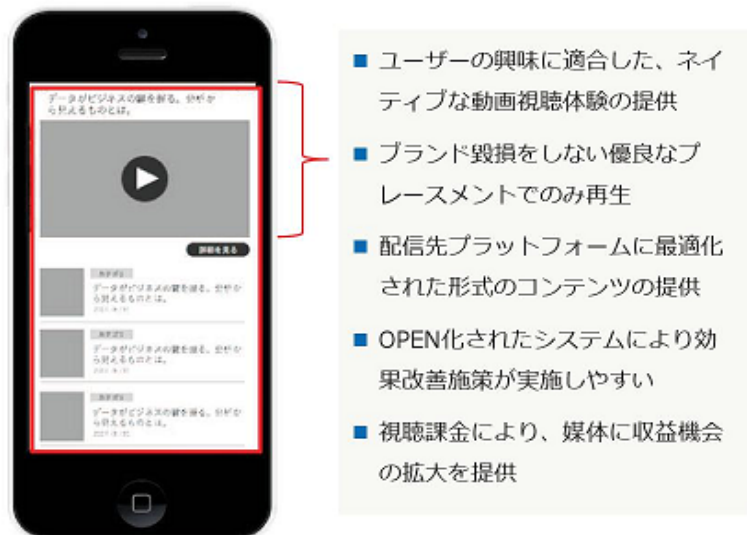 データがビジネスの鍵を握る。分析か
ら見えるものとは。
詳細を見る
カテゴリ
データがビジネスの鍵を握る。分析か
ら見えるものとは。
カテゴリ
データがビジネスの鍵を握る。分析か
ら見えるものとは。
カテゴリ
データがビジネスの鍵を握る。分析か
ら見えるものとは。
■ ユーザーの興味に適合した、ネイ
ティブな動画視聴体験の提供
■ ブランド毀損をしない優良なプ
レースメントでのみ再生
■ 配信先プラットフォームに最適化
された形式のコンテンツの提供
■ OPEN化されたシステムにより効
果改善施策が実施しやすい
■ 視聴課金により、媒体に収益機会
の拡大を提供